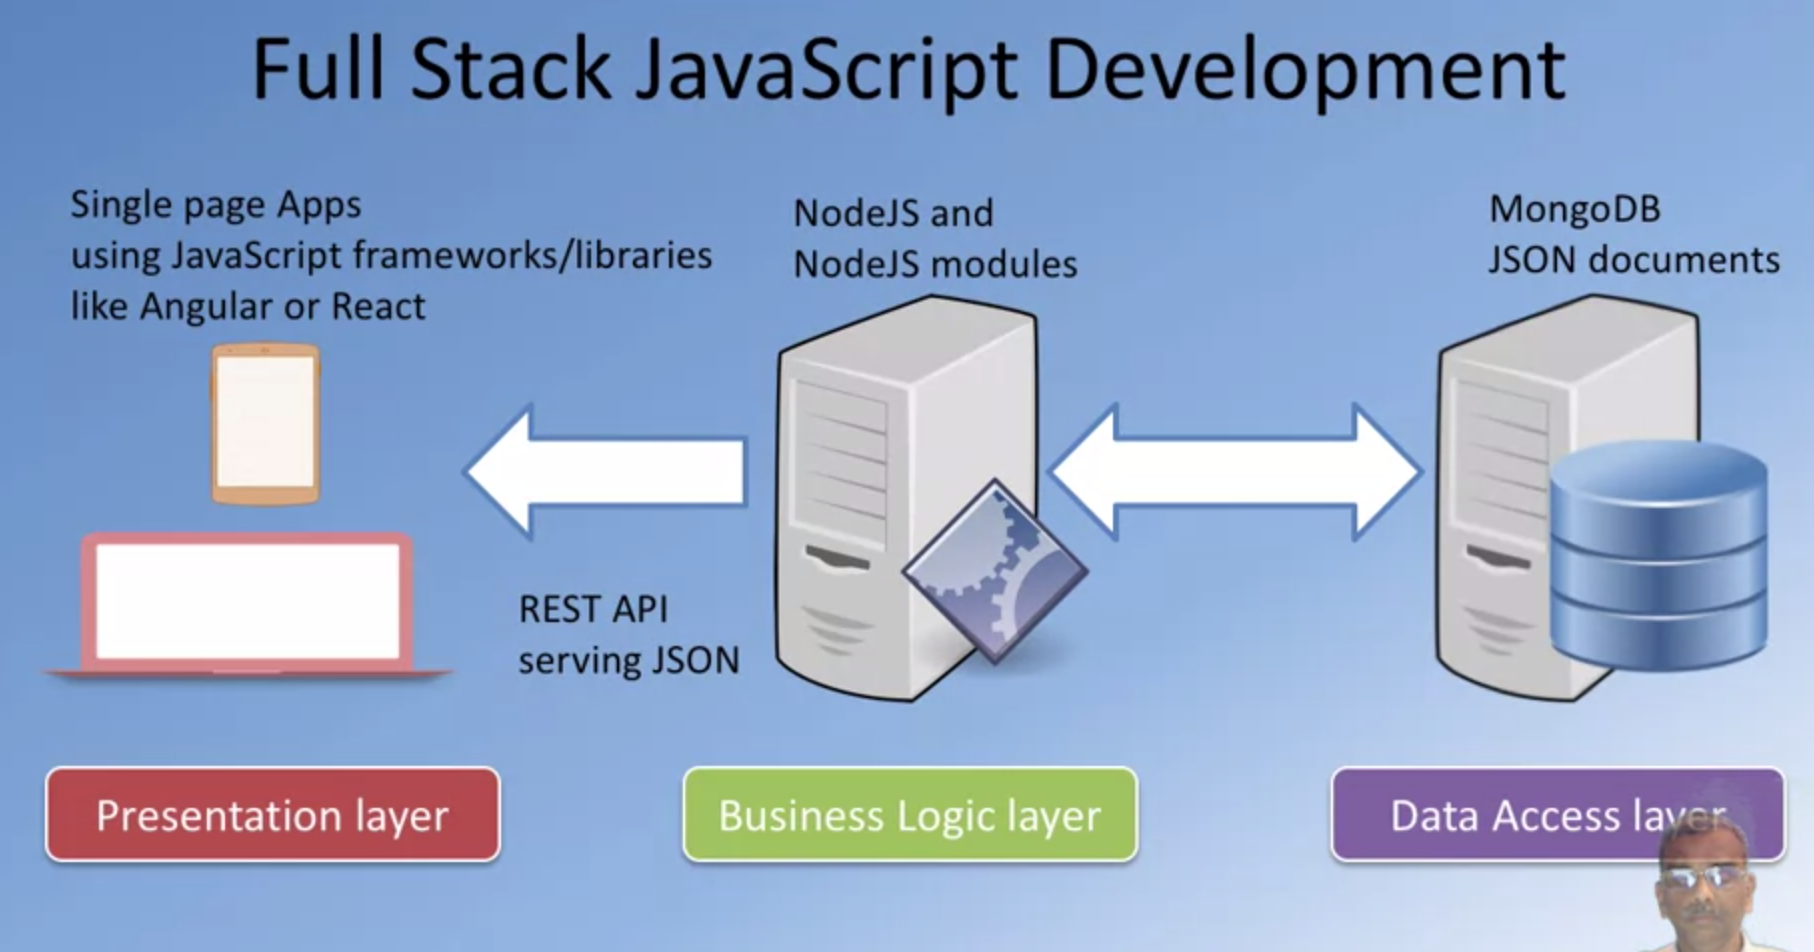 Full Stack JavaScript Development
Single page Apps
using JavaScript frameworks/libraries
like Angular or React
NodeJS and
NodeJS modules
MongoDB
JSON documents
REST API
serving JSON
Presentation layer
Business Logic layer
Data Access layer